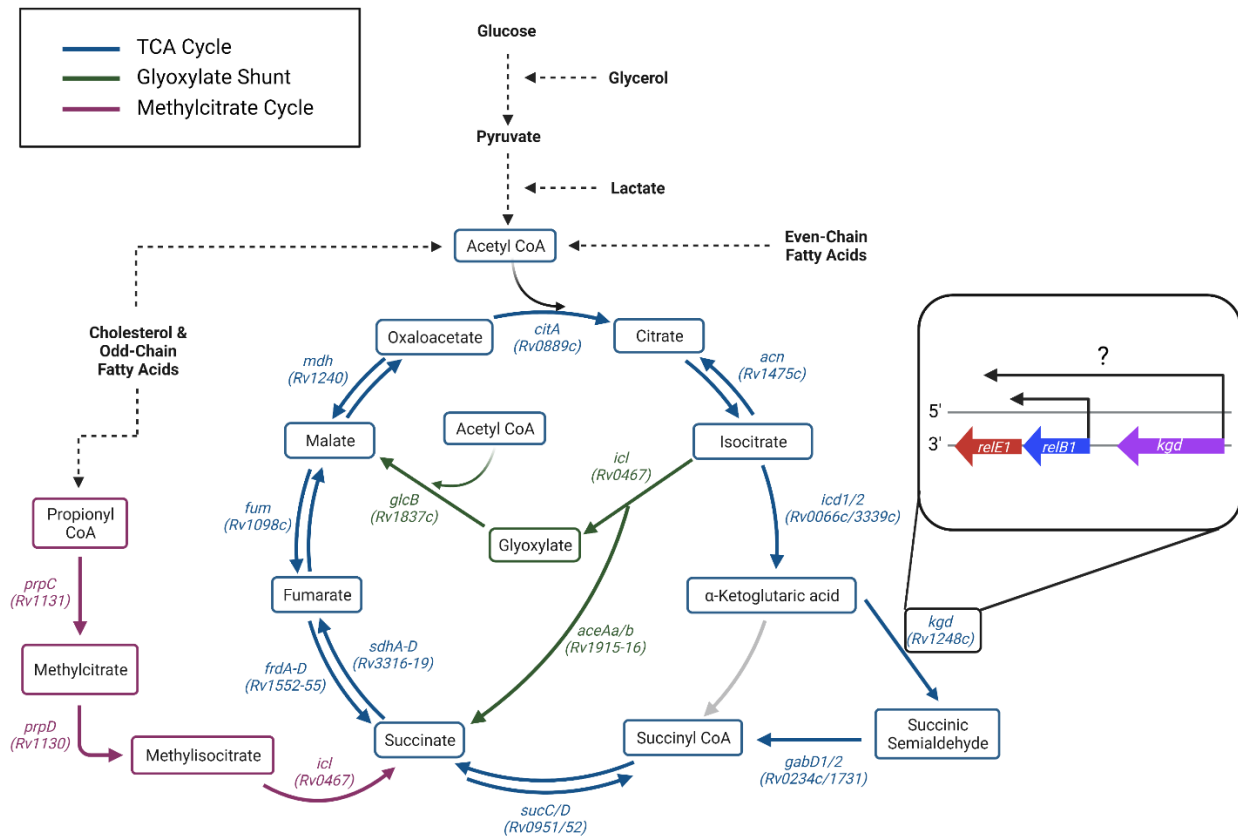 TCA Cycle
Glyoxylate Shunt
Methylcitrate Cycle
Glucose
Glycerol
Pyruvate
Lactate
Acetyl CoA
Even-Chain
Fatty Acids
Cholesterol &
Odd-Chain
Fatty Acids
Oxaloacetate
citA
(Rv0889c)
Citrate
mdh
(Rv1240)
acn
(Rv1475c)
Malate
Acetyl CoA
Isocitrate
glcB
(Rv1837c)
icl
(Rv0467)
Glyoxylate
fum
(Rv1098c)
icd1/2
(Rv0066c/3339c)
Propionyl
CoA
prpC
(Rv1131)
Fumarate
α-Ketoglutaric acid
aceAa/b
(Rv1915-16)
kgd
(Rv1248c)
Methylcitrate
frdA-D
(Rv1552-55)
sdhA-D
(Rv3316-19)
prpD
(Rv1130)
Methylisocitrate
icl
(Rv0467)
Succinate
Succinyl CoA
Succinic
Semialdehyde
gabD1/2
(Rv0234c/1731)
sucC/D
(Rv0951/52)
?
5'
3'
relE1
relB1
kgd